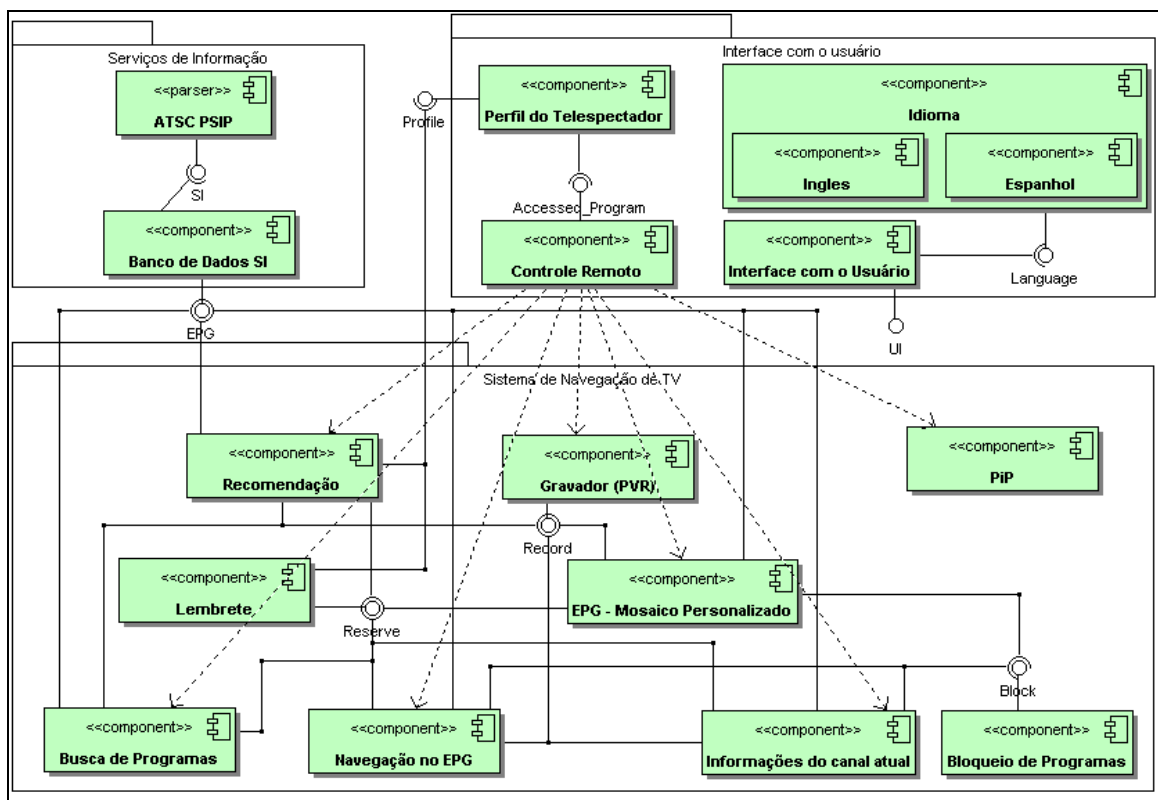 Serviços de Informação
<<parser>>
ATSC PSIP
SI
<<component>>
Banco de Dados SI
EPG
Interface com o usuário
<<component>>
Perfil do Telespectador
Profile
Accessec_Program
<<component>>
Controle Remoto
<<component>>
Idioma
<<component>>
Ingles
<<component>>
Espanhol
<<component>>
Interface com o Usuário
Language
UI
Sistema de Navegação de TV
<<component>>
Recomendação
<<component>>
Gravador (PVR)
<<component>>
PiP
Record
<<component>>
Lembrete
Reserve
<<component>>
EPG - Mosaico Personalizado
Block
<<component>>
Busca de Programas
<<component>>
Navegação no EPG
<<component>>
Informações do canal atual
<<component>>
Bloqueio de Programas